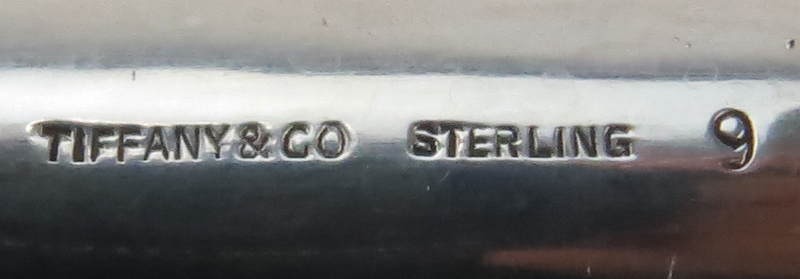 TIFFANY & CO STERLING 9